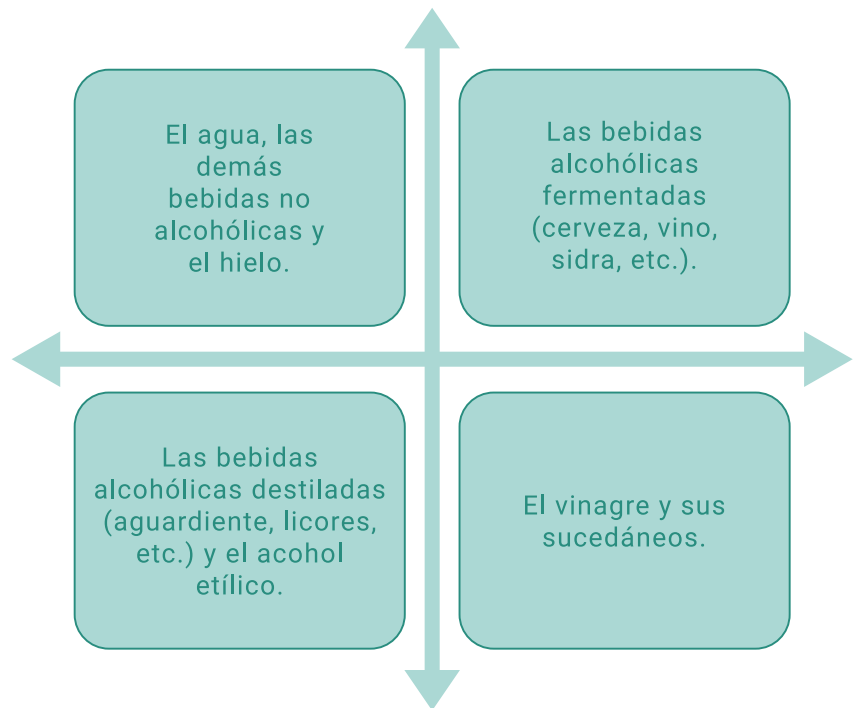 El agua, las
demás
bebidas no
alcohólicas y
el hielo.
Las bebidas
alcohólicas
fermentadas
(cerveza, vino,
sidra, etc.).
Las bebidas
alcohólicas destiladas
(aguardiente, licores,
etc.) y el acohol
etílico.
El vinagre y sus
sucedáneos.